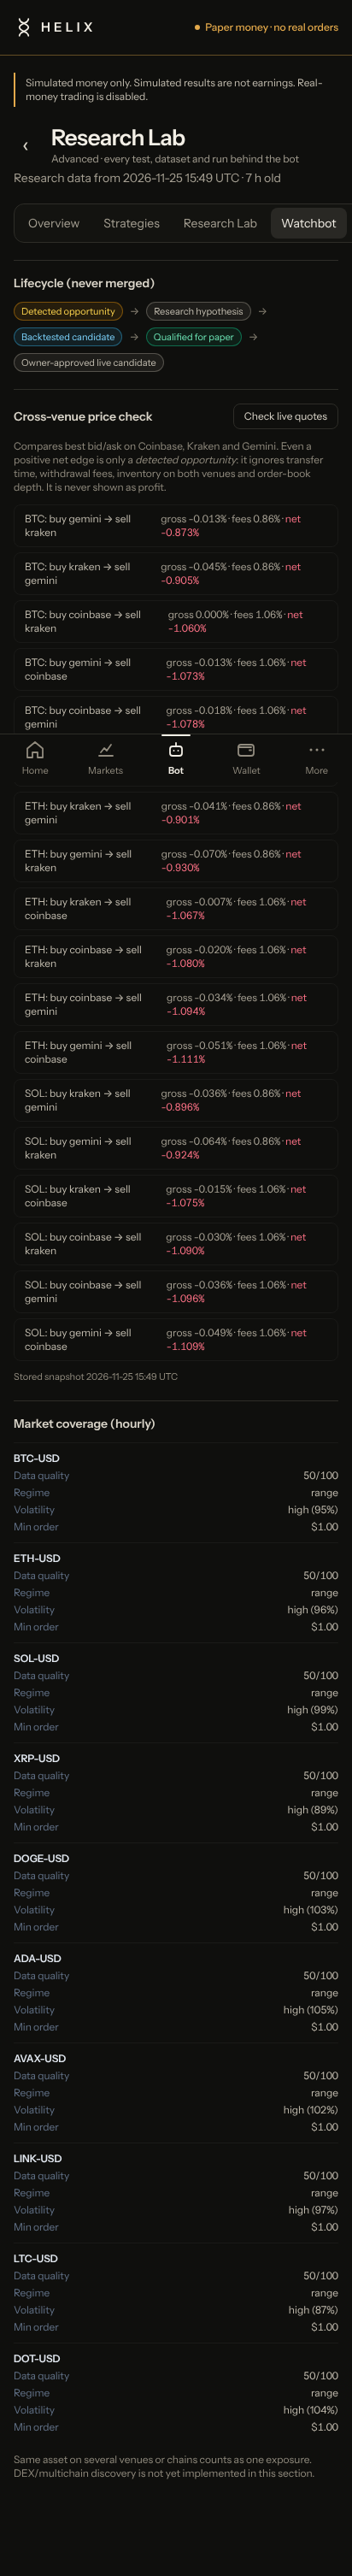 HELIX
Paper money · no real orders
Simulated money only. Simulated results are not earnings. Real-
money trading is disabled.
‹
Research Lab
Advanced · every test, dataset and run behind the bot
Research data from 2026-11-25 15:49 UTC · 7 h old
Overview Strategies Research Lab Watchbot
Lifecycle (never merged)
Detected opportunity → Research hypothesis →
Backtested candidate → Qualified for paper →
Owner-approved live candidate
Cross-venue price check Check live quotes
Compares best bid/ask on Coinbase, Kraken and Gemini. Even a
positive net edge is only a detected opportunity: it ignores transfer
time, withdrawal fees, inventory on both venues and order-book
depth. It is never shown as profit.
BTC: buy gemini → sell gross -0.013% · fees 0.86% · net
kraken -0.873%
BTC: buy kraken → sell gross -0.045% · fees 0.86% · net
gemini -0.905%
BTC: buy coinbase → sell gross 0.000% · fees 1.06% · net
kraken -1.060%
BTC: buy gemini → sell gross -0.013% · fees 1.06% · net
coinbase -1.073%
BTC: buy coinbase → sell gross -0.018% · fees 1.06% · net
gemini -1.078%
Home Markets Bot Wallet More
ETH: buy kraken → sell gross -0.041% · fees 0.86% · net
gemini -0.901%
ETH: buy gemini → sell gross -0.070% · fees 0.86% · net
kraken -0.930%
ETH: buy kraken → sell gross -0.007% · fees 1.06% · net
coinbase -1.067%
ETH: buy coinbase → sell gross -0.020% · fees 1.06% · net
kraken -1.080%
ETH: buy coinbase → sell gross -0.034% · fees 1.06% · net
gemini -1.094%
ETH: buy gemini → sell gross -0.051% · fees 1.06% · net
coinbase -1.111%
SOL: buy kraken → sell gross -0.036% · fees 0.86% · net
gemini -0.896%
SOL: buy gemini → sell gross -0.064% · fees 0.86% · net
kraken -0.924%
SOL: buy kraken → sell gross -0.015% · fees 1.06% · net
coinbase -1.075%
SOL: buy coinbase → sell gross -0.030% · fees 1.06% · net
kraken -1.090%
SOL: buy coinbase → sell gross -0.036% · fees 1.06% · net
gemini -1.096%
SOL: buy gemini → sell gross -0.049% · fees 1.06% · net
coinbase -1.109%
Stored snapshot 2026-11-25 15:49 UTC
Market coverage (hourly)
BTC-USD
Data quality 50/100
Regime range
Volatility high (95%)
Min order $1.00
ETH-USD
Data quality 50/100
Regime range
Volatility high (96%)
Min order $1.00
SOL-USD
Data quality 50/100
Regime range
Volatility high (99%)
Min order $1.00
XRP-USD
Data quality 50/100
Regime range
Volatility high (89%)
Min order $1.00
DOGE-USD
Data quality 50/100
Regime range
Volatility high (103%)
Min order $1.00
ADA-USD
Data quality 50/100
Regime range
Volatility high (105%)
Min order $1.00
AVAX-USD
Data quality 50/100
Regime range
Volatility high (102%)
Min order $1.00
LINK-USD
Data quality 50/100
Regime range
Volatility high (97%)
Min order $1.00
LTC-USD
Data quality 50/100
Regime range
Volatility high (87%)
Min order $1.00
DOT-USD
Data quality 50/100
Regime range
Volatility high (104%)
Min order $1.00
Same asset on several venues or chains counts as one exposure.
DEX/multichain discovery is not yet implemented in this section.